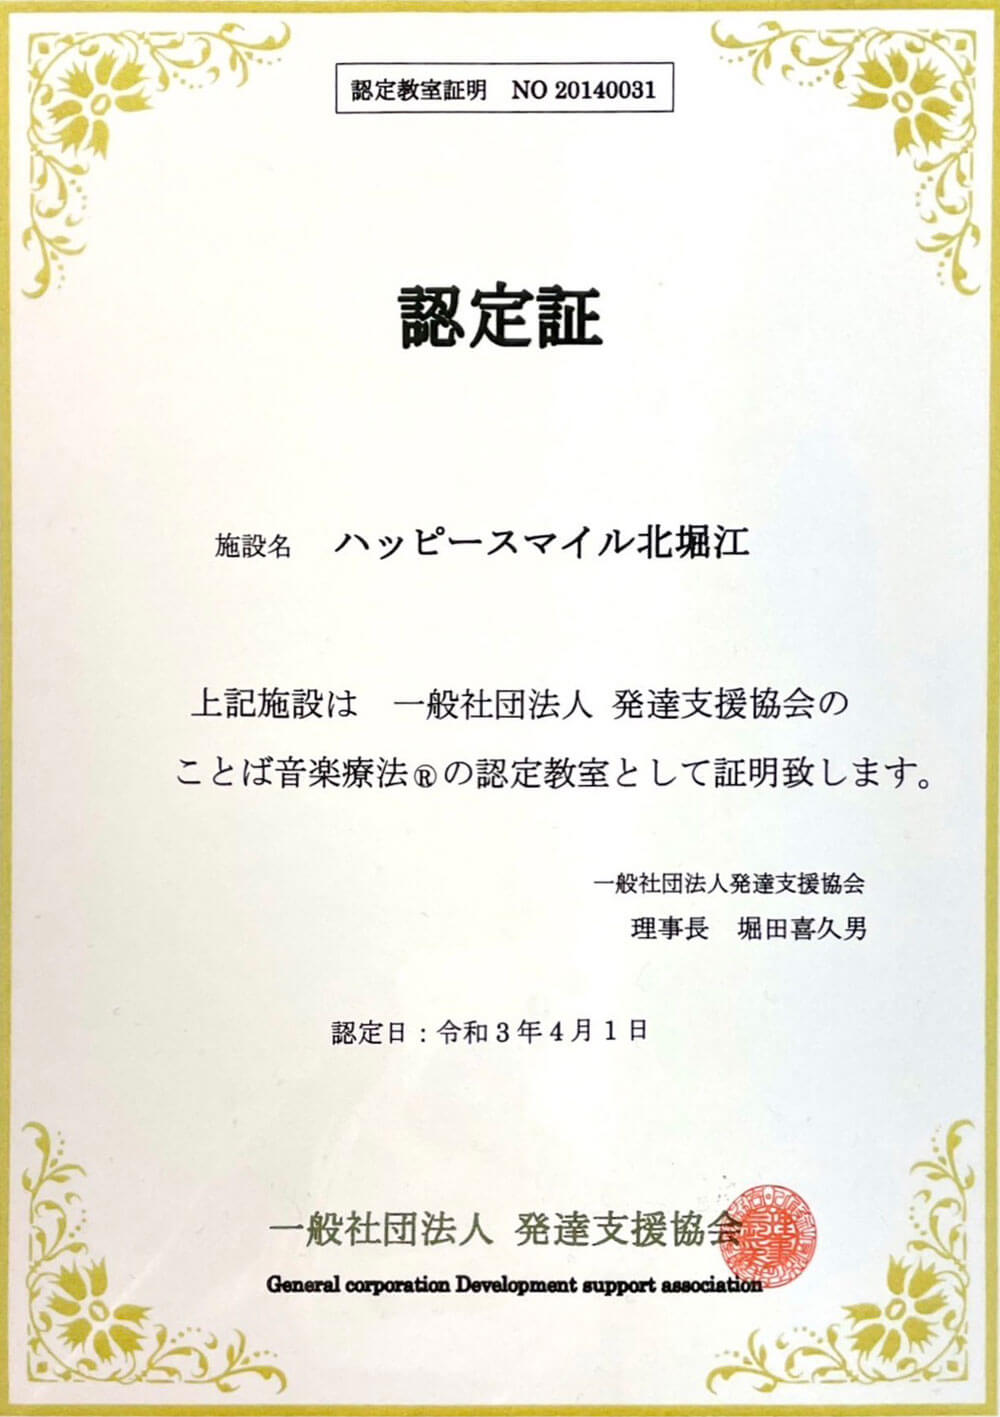 認定教室証明　NO 20140031
認定証
施設名　ハッピースマイル北堀江
上記施設は　一般社団法人 発達支援協会の
ことば音楽療法®の認定教室として証明致します。
一般社団法人発達支援協会
理事長　堀田喜久男
認定日：令和３年４月１日
一般社団法人 発達支援協会
General corporation Development support association